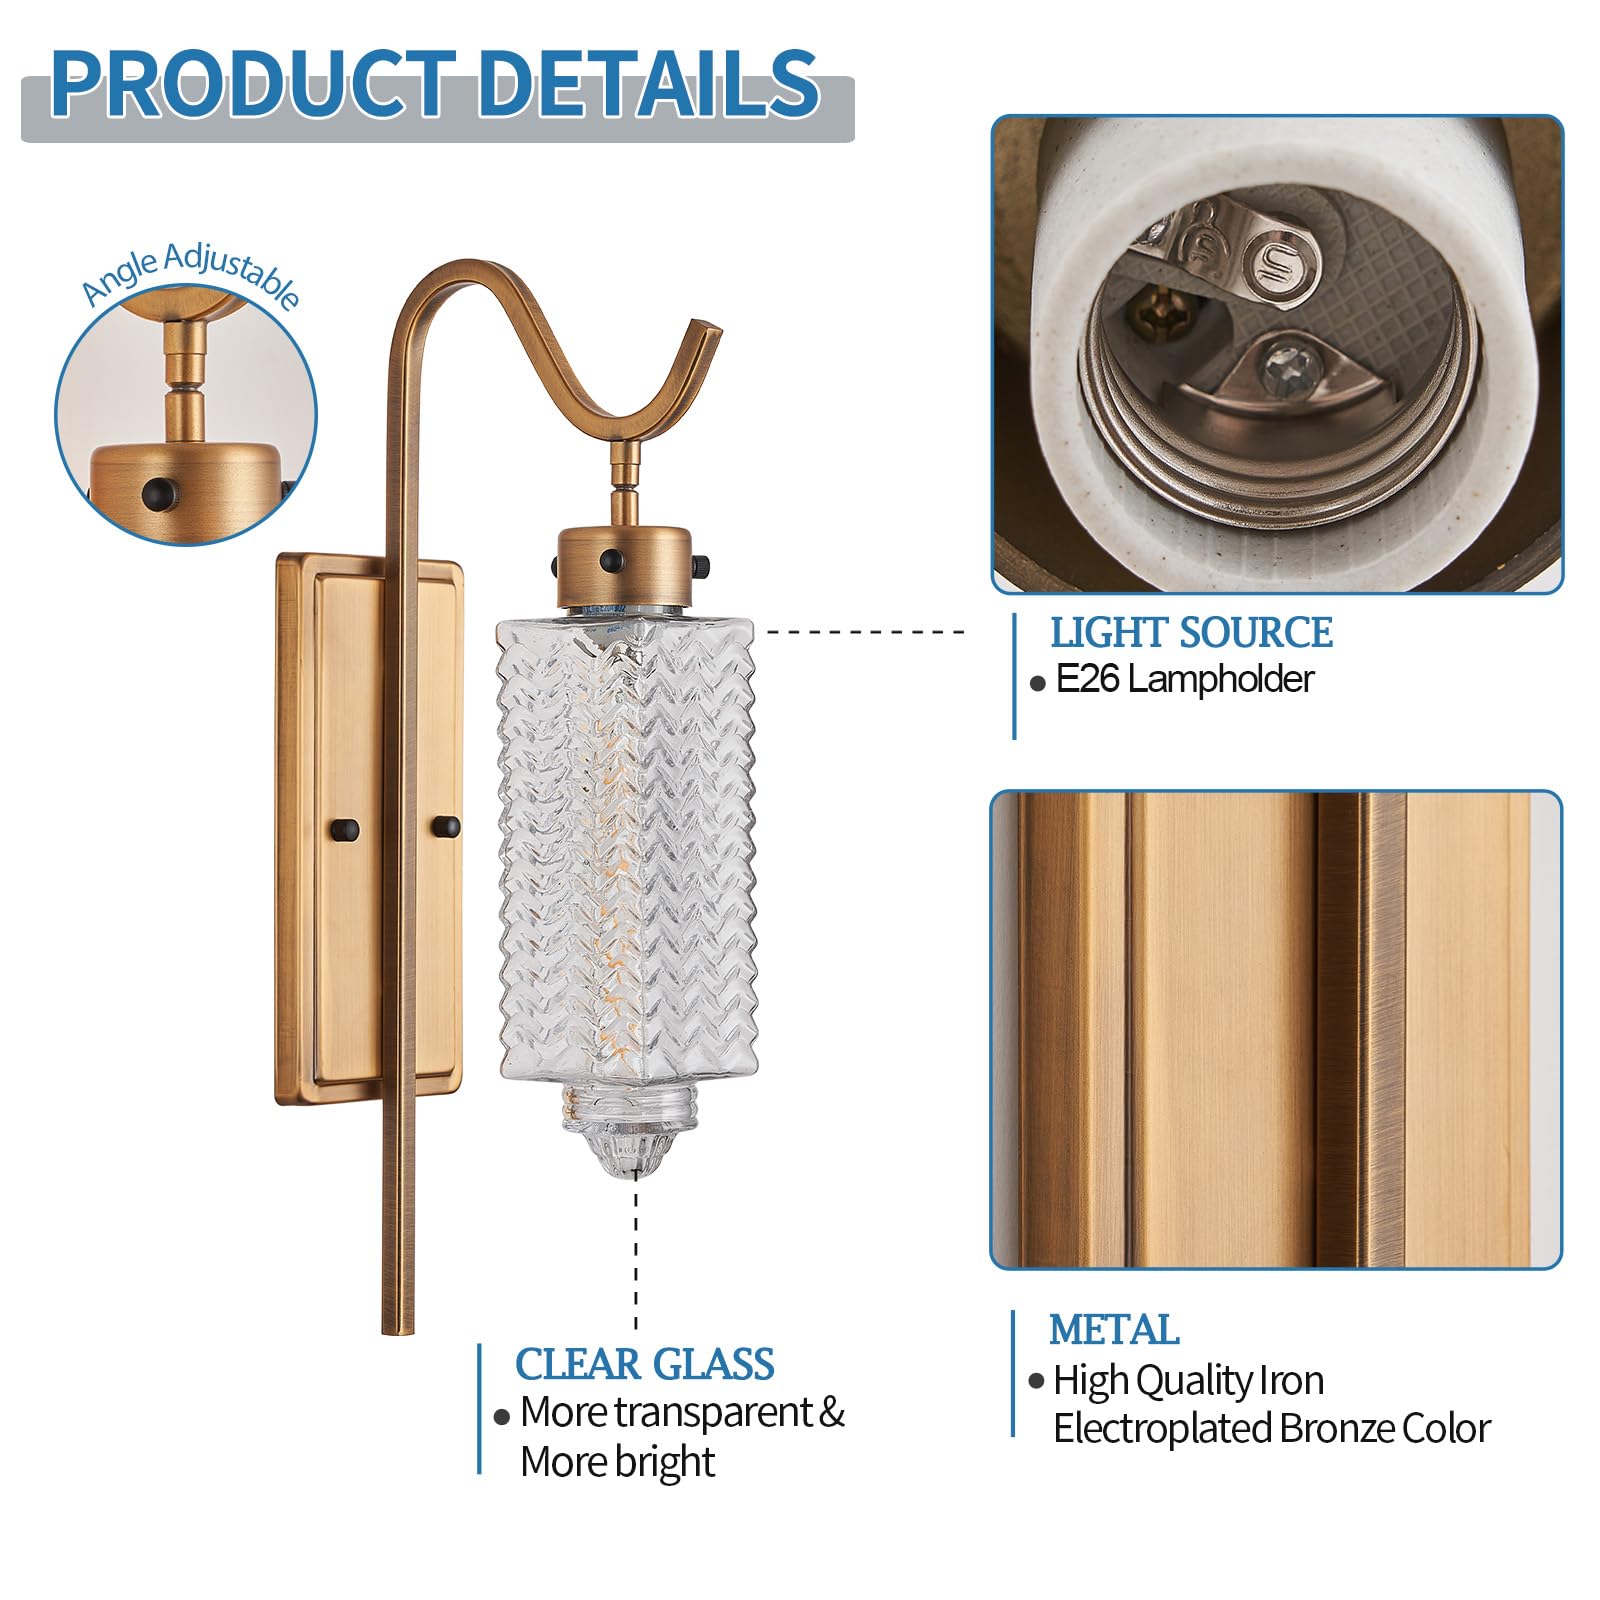 PRODUCT DETAILS
Angle Adjustable
LIGHT SOURCE
• E26 Lampholder
CLEAR GLASS
• More transparent &
More bright
METAL
• High Quality Iron
Electroplated Bronze Color